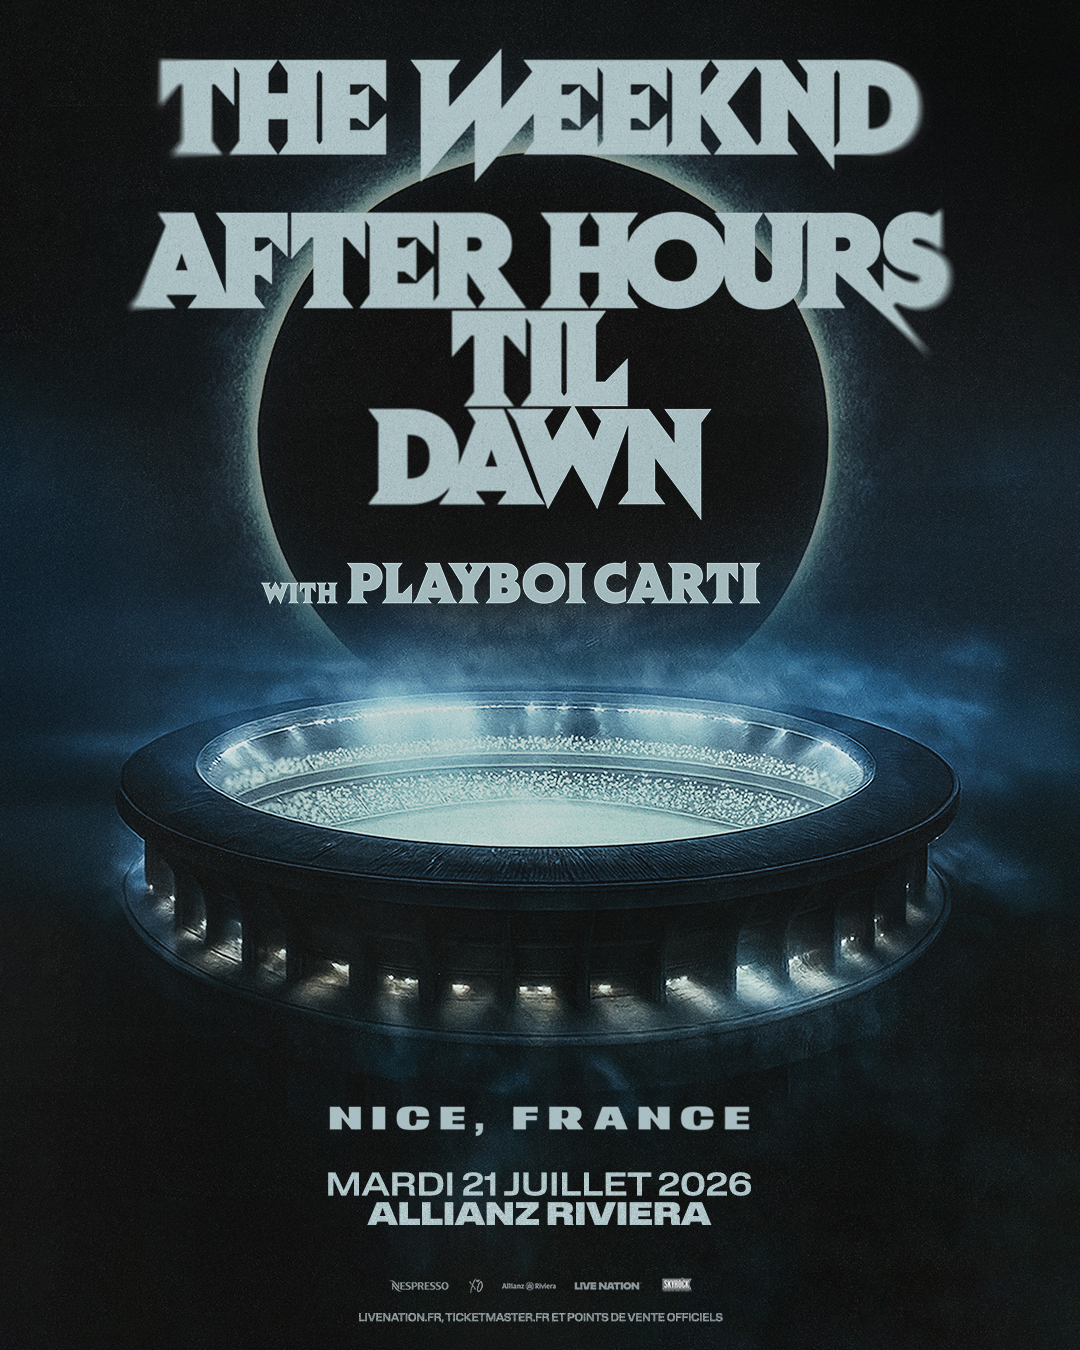 THE WEEKND
AFTER HOURS
TIL
DAWN
WITH PLAYBOI CARTI
NICE, FRANCE
MARDI 21 JUILLET 2026
ALLIANZ RIVIERA
NESPRESSO XO Allianz Riviera LIVE NATION SKYROCK
LIVENATION.FR, TICKETMASTER.FR ET POINTS DE VENTE OFFICIELS